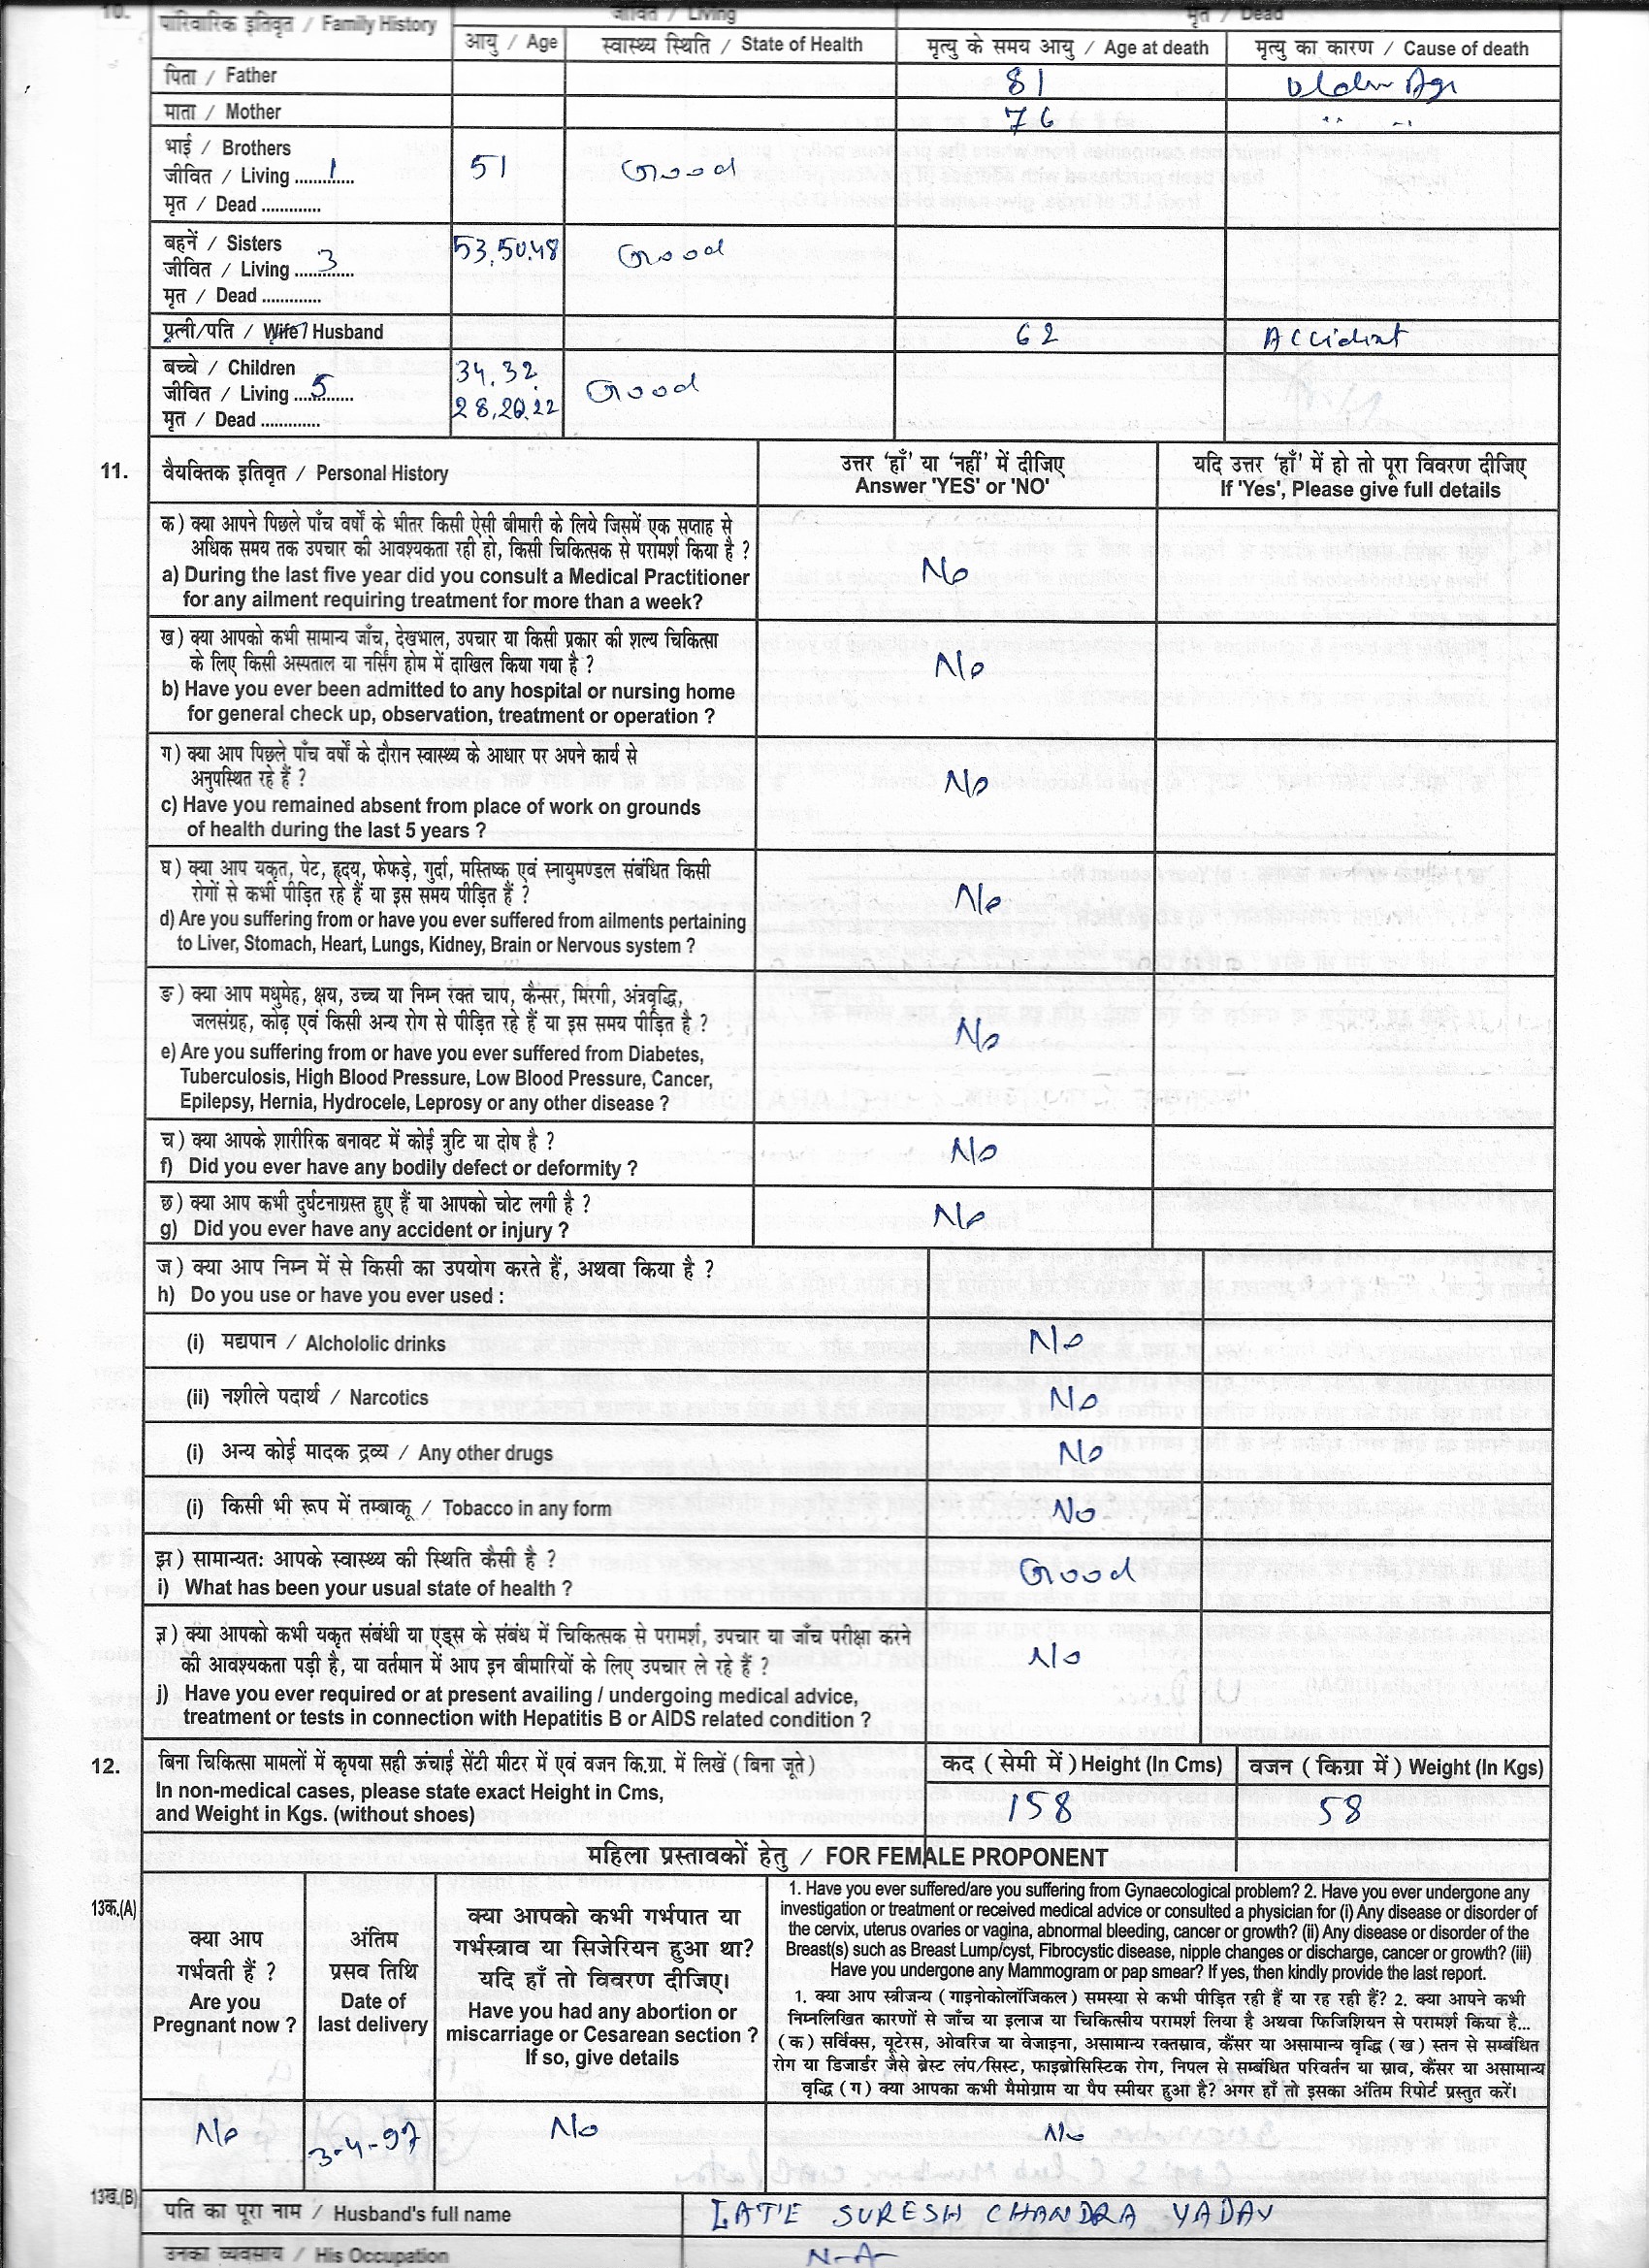 10.
पारिवारिक इतिवृत / Family History
जीवित / Living
मृत / Dead
आयु / Age
स्वास्थ्य स्थिति / State of Health
मृत्यु के समय आयु / Age at death
मृत्यु का कारण / Cause of death
पिता / Father
81
माता / Mother
76
भाई / Brothers
जीवित / Living ....1.....
51
Good
मृत / Dead .............
बहनें / Sisters
53,50,48
Good
जीवित / Living ....3.....
मृत / Dead .............
पत्नी/पति / Wife / Husband
62
Accident
बच्चे / Children
34, 32
जीवित / Living ....5.....
Good
मृत / Dead .............
11.
वैयक्तिक इतिवृत / Personal History
उत्तर 'हाँ' या 'नहीं' में दीजिए
Answer 'YES' or 'NO'
यदि उत्तर 'हाँ' में हो तो पूरा विवरण दीजिए
If 'Yes', Please give full details
क) क्या आपने पिछले पाँच वर्षों के भीतर किसी ऐसी बीमारी के लिये जिसमें एक सप्ताह से
अधिक समय तक उपचार की आवश्यकता रही हो, किसी चिकित्सक से परामर्श किया है ?
a) During the last five year did you consult a Medical Practitioner
for any ailment requiring treatment for more than a week?
No
ख) क्या आपको कभी सामान्य जाँच, देखभाल, उपचार या किसी प्रकार की शल्य चिकित्सा
के लिए किसी अस्पताल या नर्सिंग होम में दाखिल किया गया है ?
b) Have you ever been admitted to any hospital or nursing home
for general check up, observation, treatment or operation ?
No
ग) क्या आप पिछले पाँच वर्षों के दौरान स्वास्थ्य के आधार पर अपने कार्य से
अनुपस्थित रहे हैं ?
c) Have you remained absent from place of work on grounds
of health during the last 5 years ?
No
घ) क्या आप यकृत, पेट, हृदय, फेफड़े, गुर्दा, मस्तिष्क एवं स्नायुमण्डल संबंधित किसी
रोगों से कभी पीड़ित रहे हैं या इस समय पीड़ित हैं ?
d) Are you suffering from or have you ever suffered from ailments pertaining
to Liver, Stomach, Heart, Lungs, Kidney, Brain or Nervous system ?
No
ङ) क्या आप मधुमेह, क्षय, उच्च या निम्न रक्त चाप, कैन्सर, मिरगी, अंत्रवृद्धि,
जलसंग्रह, कोढ़ एवं किसी अन्य रोग से पीड़ित रहे हैं या इस समय पीड़ित है ?
e) Are you suffering from or have you ever suffered from Diabetes,
Tuberculosis, High Blood Pressure, Low Blood Pressure, Cancer,
Epilepsy, Hernia, Hydrocele, Leprosy or any other disease ?
No
च) क्या आपके शारीरिक बनावट में कोई त्रुटि या दोष है ?
f) Did you ever have any bodily defect or deformity ?
No
छ) क्या आप कभी दुर्घटनाग्रस्त हुए हैं या आपको चोट लगी है ?
g) Did you ever have any accident or injury ?
No
ज) क्या आप निम्न में से किसी का उपयोग करते हैं, अथवा किया है ?
h) Do you use or have you ever used :
(i) मद्यपान / Alchololic drinks
No
(ii) नशीले पदार्थ / Narcotics
No
(i) अन्य कोई मादक द्रव्य / Any other drugs
No
(i) किसी भी रूप में तम्बाकू / Tobacco in any form
No
झ) सामान्यतः आपके स्वास्थ्य की स्थिति कैसी है ?
i) What has been your usual state of health ?
Good
ञ) क्या आपको कभी यकृत संबंधी या एड्स के संबंध में चिकित्सक से परामर्श, उपचार या जाँच परीक्षा करने
की आवश्यकता पड़ी है, या वर्तमान में आप इन बीमारियों के लिए उपचार ले रहे हैं ?
j) Have you ever required or at present availing / undergoing medical advice,
treatment or tests in connection with Hepatitis B or AIDS related condition ?
No
12.
बिना चिकित्सा मामलों में कृपया सही ऊंचाई सेंटी मीटर में एवं वजन कि.ग्रा. में लिखें (बिना जूते)
In non-medical cases, please state exact Height in Cms,
and Weight in Kgs. (without shoes)
कद ( सेमी में ) Height (In Cms)
वजन ( किग्रा में ) Weight (In Kgs)
158
58
महिला प्रस्तावकों हेतु / FOR FEMALE PROPONENT
13क.(A)
क्या आप
गर्भवती हैं ?
Are you
Pregnant now ?
अंतिम
प्रसव तिथि
Date of
last delivery
क्या आपको कभी गर्भपात या
गर्भस्त्राव या सिजेरियन हुआ था?
यदि हाँ तो विवरण दीजिए।
Have you had any abortion or
miscarriage or Cesarean section ?
If so, give details
1. Have you ever suffered/are you suffering from Gynaecological problem? 2. Have you ever undergone any
investigation or treatment or received medical advice or consulted a physician for (i) Any disease or disorder of
the cervix, uterus ovaries or vagina, abnormal bleeding, cancer or growth? (ii) Any disease or disorder of the
Breast(s) such as Breast Lump/cyst, Fibrocystic disease, nipple changes or discharge, cancer or growth? (iii)
Have you undergone any Mammogram or pap smear? If yes, then kindly provide the last report.
1. क्या आप स्त्रीजन्य (गाइनोकोलॉजिकल) समस्या से कभी पीड़ित रही हैं या रह रही हैं? 2. क्या आपने कभी
निम्नलिखित कारणों से जाँच या इलाज या चिकित्सीय परामर्श लिया है अथवा फिजिशियन से परामर्श किया है...
(क) सर्विक्स, यूटेरस, ओवरिज या वेजाइना, असामान्य रक्तस्राव, कैंसर या असामान्य वृद्धि (ख) स्तन से सम्बंधित
रोग या डिजार्डर जैसे ब्रेस्ट लंप/सिस्ट, फाइब्रोसिस्टिक रोग, निपल से सम्बंधित परिवर्तन या स्राव, कैंसर या असामान्य
वृद्धि (ग) क्या आपका कभी मैमोग्राम या पैप स्मीयर हुआ है? अगर हाँ तो इसका अंतिम रिपोर्ट प्रस्तुत करें।
No
3-4-97
No
No
13ख.(B)
पति का पूरा नाम / Husband's full name
LATE SURESH CHANDRA YADAV
उनका व्यवसाय / His Occupation
N-A-